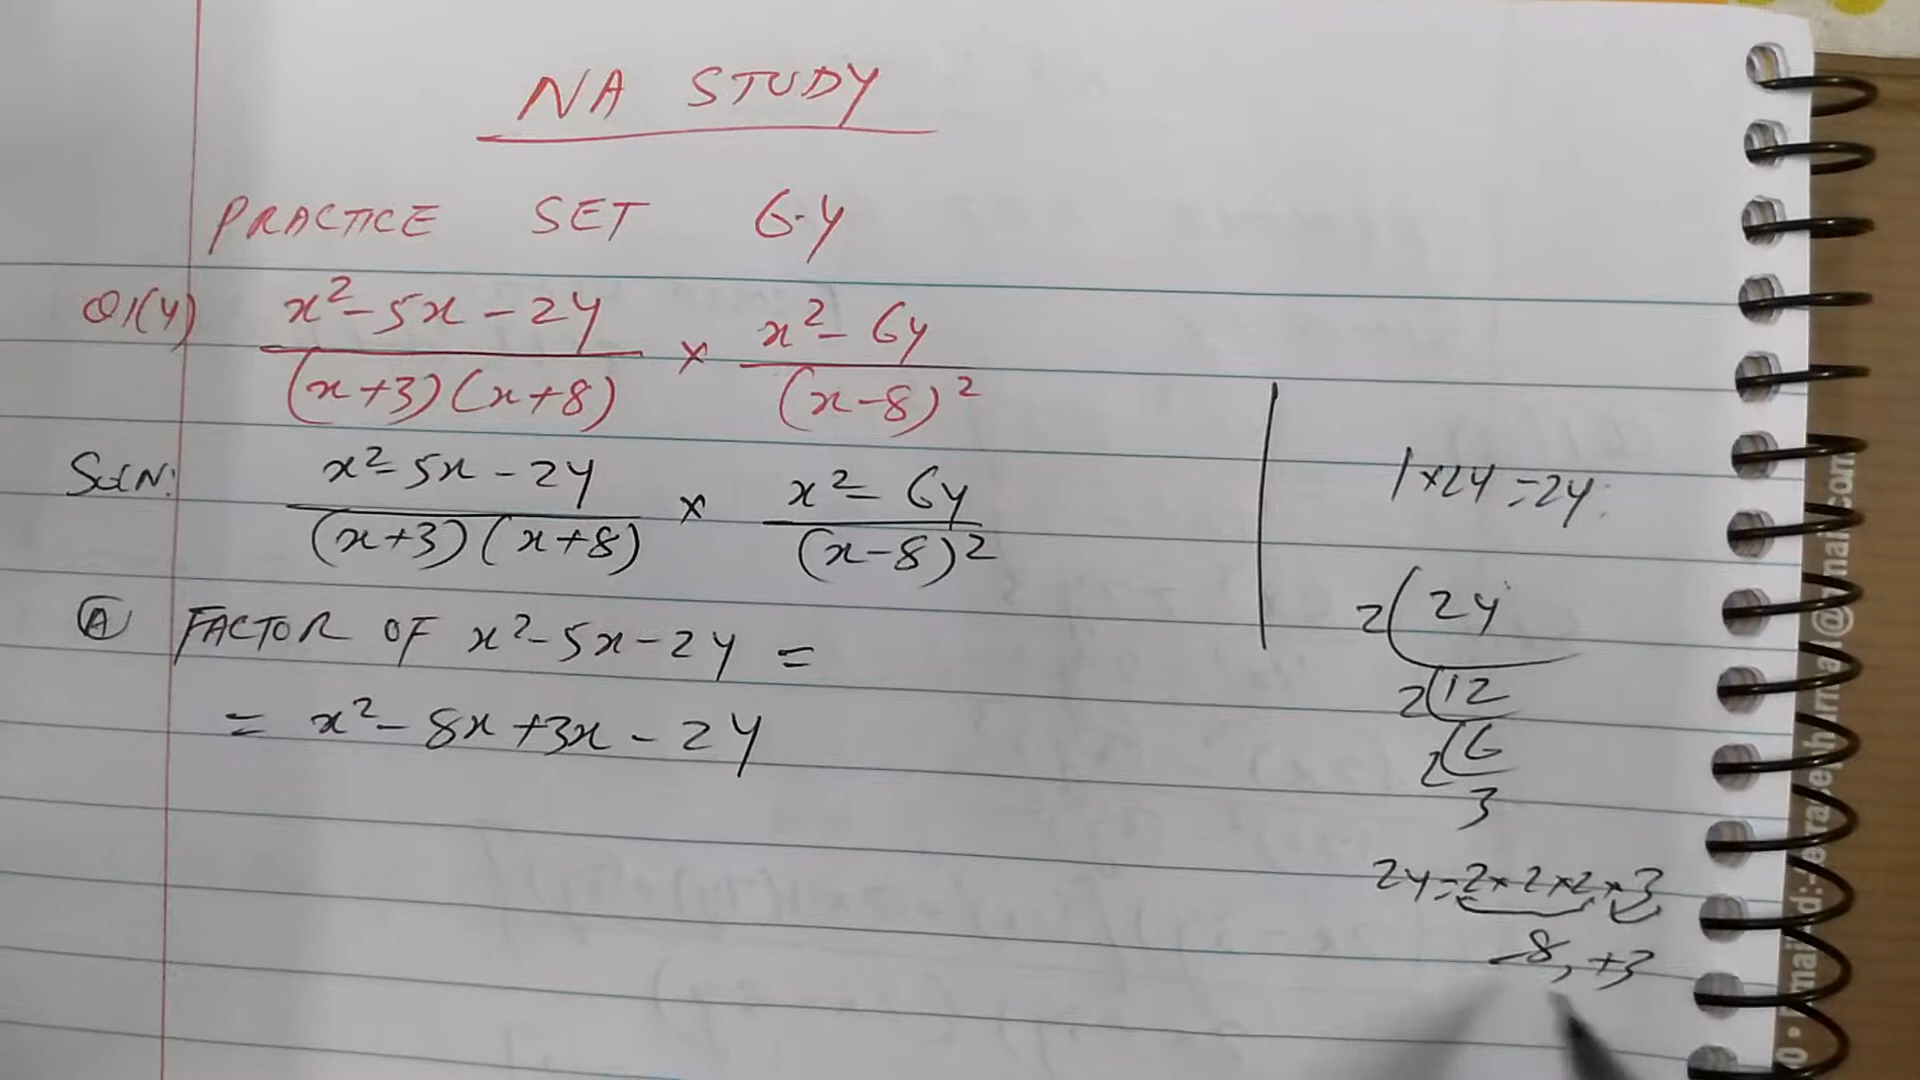 NA STUDY
PRACTICE SET 6.4
Q1(4) x²-5x-24/(x+3)(x+8) × x²-64/(x-8)²
SOLN: x²-5x-24/(x+3)(x+8) × x²-64/(x-8)²
Ⓐ FACTOR OF x²-5x-24 =
= x²-8x+3x-24
1×24=24
2 24
2 12
2 6
3
24=2×2×2×3
-8, +3